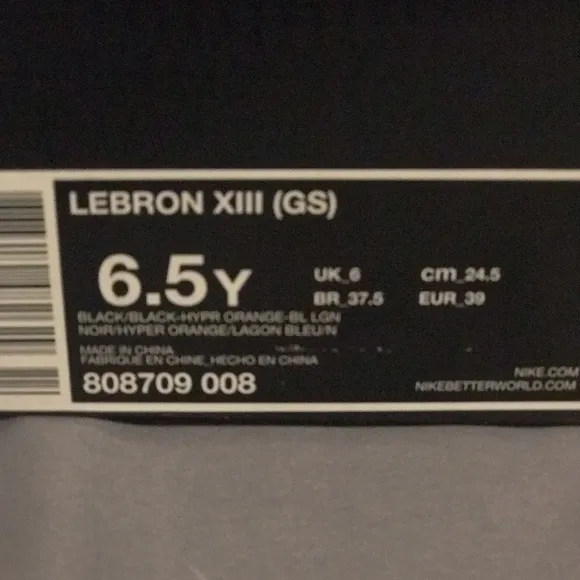 LEBRON XIII (GS)
6.5Y
UK_6 cm_24.5
BR_37.5 EUR_39
BLACK/BLACK-HYPR ORANGE-BL LGN
NOIR/HYPER ORANGE/LAGON BLEU/N
MADE IN CHINA
FABRIQUE EN CHINE_HECHO EN CHINA
808709 008
NIKE.COM
NIKEBETTERWORLD.COM